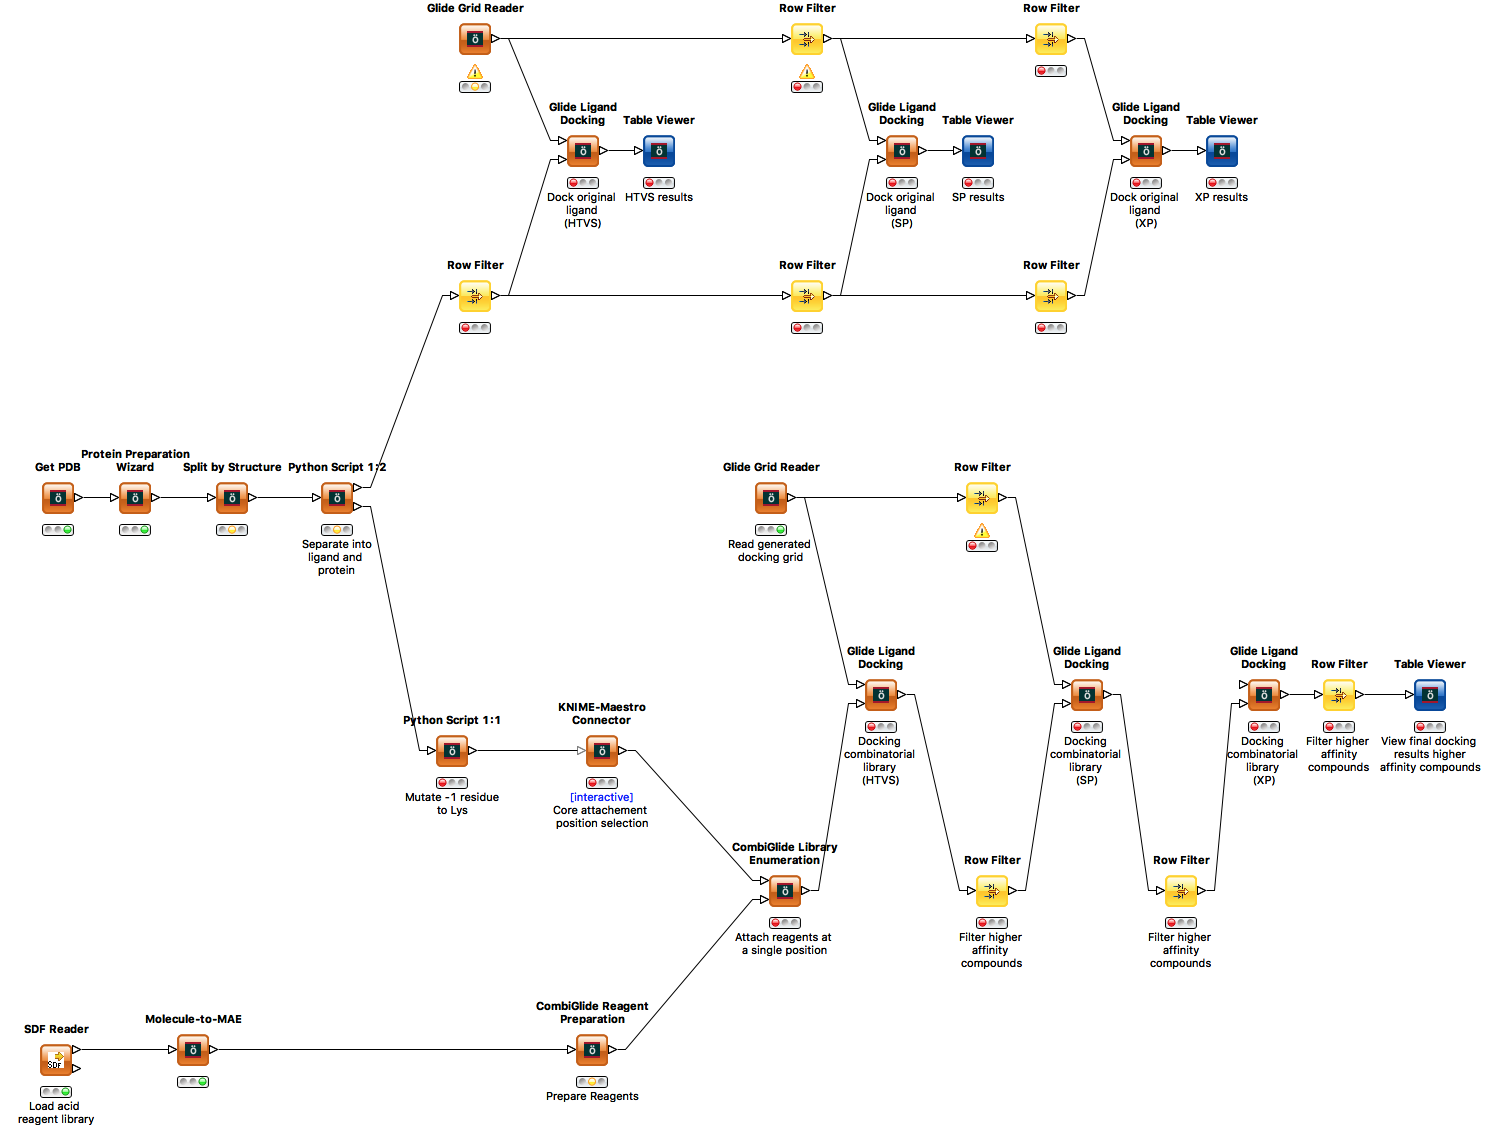 Glide Grid Reader
Row Filter
Row Filter
Glide Ligand
Docking
Table Viewer
Dock original
ligand
(HTVS)
HTVS results
Glide Ligand
Docking
Table Viewer
Dock original
ligand
(SP)
SP results
Glide Ligand
Docking
Table Viewer
Dock original
ligand
(XP)
XP results
Row Filter
Row Filter
Row Filter
Get PDB
Protein Preparation
Wizard
Split by Structure
Python Script 1:2
Separate into
ligand and
protein
Glide Grid Reader
Read generated
docking grid
Row Filter
Python Script 1:1
Mutate -1 residue
to Lys
KNIME-Maestro
Connector
[interactive]
Core attachement
position selection
Glide Ligand
Docking
Docking
combinatorial
library
(HTVS)
Glide Ligand
Docking
Docking
combinatorial
library
(SP)
Glide Ligand
Docking
Docking
combinatorial
library
(XP)
Row Filter
Filter higher
affinity
compounds
Table Viewer
View final docking
results higher
affinity compounds
CombiGlide Library
Enumeration
Attach reagents at
a single position
Row Filter
Filter higher
affinity
compounds
Row Filter
Filter higher
affinity
compounds
SDF Reader
SDF
Load acid
reagent library
Molecule-to-MAE
CombiGlide Reagent
Preparation
Prepare Reagents